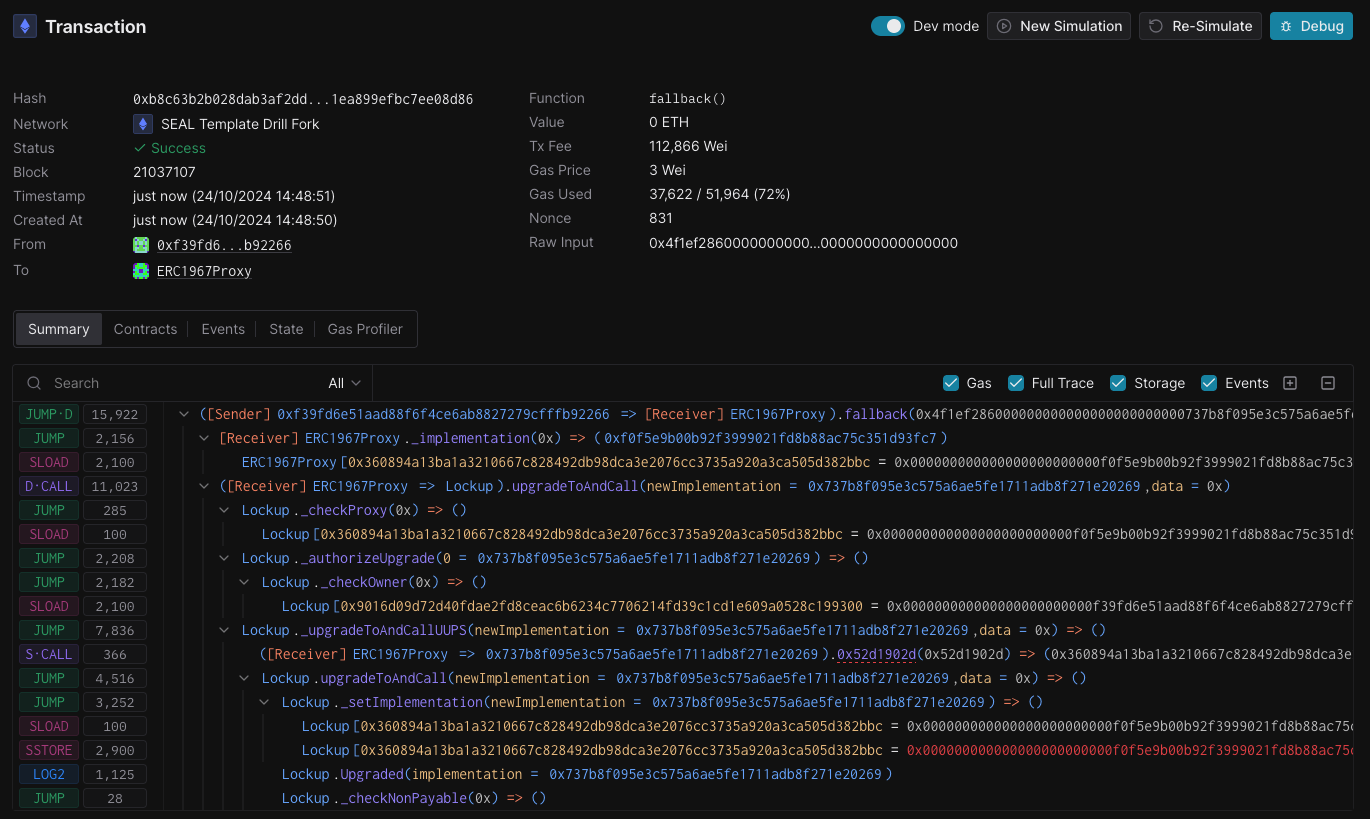 Transaction
Dev mode
New Simulation
Re-Simulate
Debug
Hash 0xb8c63b2b028dab3af2dd...1ea899efbc7ee08d86
Network SEAL Template Drill Fork
Status Success
Block 21037107
Timestamp just now (24/10/2024 14:48:51)
Created At just now (24/10/2024 14:48:50)
From 0xf39fd6...b92266
To ERC1967Proxy
Function fallback()
Value 0 ETH
Tx Fee 112,866 Wei
Gas Price 3 Wei
Gas Used 37,622 / 51,964 (72%)
Nonce 831
Raw Input 0x4f1ef2860000000000...0000000000000000
Summary Contracts Events State Gas Profiler
Search All Gas Full Trace Storage Events
JUMP·D 15,922 ([Sender] 0xf39fd6e51aad88f6f4ce6ab8827279cfffb92266 => [Receiver] ERC1967Proxy).fallback(0x4f1ef286000000000000000000000000737b8f095e3c575a6ae5fe
JUMP 2,156 [Receiver] ERC1967Proxy._implementation(0x) => (0xf0f5e9b00b92f3999021fd8b88ac75c351d93fc7)
SLOAD 2,100 ERC1967Proxy[0x360894a13ba1a3210667c828492db98dca3e2076cc3735a920a3ca505d382bbc = 0x000000000000000000000000f0f5e9b00b92f3999021fd8b88ac75c3
D·CALL 11,023 ([Receiver] ERC1967Proxy => Lockup).upgradeToAndCall(newImplementation = 0x737b8f095e3c575a6ae5fe1711adb8f271e20269,data = 0x)
JUMP 285 Lockup._checkProxy(0x) => ()
SLOAD 100 Lockup[0x360894a13ba1a3210667c828492db98dca3e2076cc3735a920a3ca505d382bbc = 0x000000000000000000000000f0f5e9b00b92f3999021fd8b88ac75c351d9
JUMP 2,208 Lockup._authorizeUpgrade(0 = 0x737b8f095e3c575a6ae5fe1711adb8f271e20269) => ()
JUMP 2,182 Lockup._checkOwner(0x) => ()
SLOAD 2,100 Lockup[0x9016d09d72d40fdae2fd8ceac6b6234c7706214fd39c1cd1e609a0528c199300 = 0x000000000000000000000000f39fd6e51aad88f6f4ce6ab8827279cfff
JUMP 7,836 Lockup._upgradeToAndCallUUPS(newImplementation = 0x737b8f095e3c575a6ae5fe1711adb8f271e20269,data = 0x) => ()
S·CALL 366 ([Receiver] ERC1967Proxy => 0x737b8f095e3c575a6ae5fe1711adb8f271e20269).0x52d1902d(0x52d1902d) => (0x360894a13ba1a3210667c828492db98dca3e
JUMP 4,516 Lockup.upgradeToAndCall(newImplementation = 0x737b8f095e3c575a6ae5fe1711adb8f271e20269,data = 0x) => ()
JUMP 3,252 Lockup._setImplementation(newImplementation = 0x737b8f095e3c575a6ae5fe1711adb8f271e20269) => ()
SLOAD 100 Lockup[0x360894a13ba1a3210667c828492db98dca3e2076cc3735a920a3ca505d382bbc = 0x000000000000000000000000f0f5e9b00b92f3999021fd8b88ac75c
SSTORE 2,900 Lockup[0x360894a13ba1a3210667c828492db98dca3e2076cc3735a920a3ca505d382bbc = 0x000000000000000000000000f0f5e9b00b92f3999021fd8b88ac75c
LOG2 1,125 Lockup.Upgraded(implementation = 0x737b8f095e3c575a6ae5fe1711adb8f271e20269)
JUMP 28 Lockup._checkNonPayable(0x) => ()